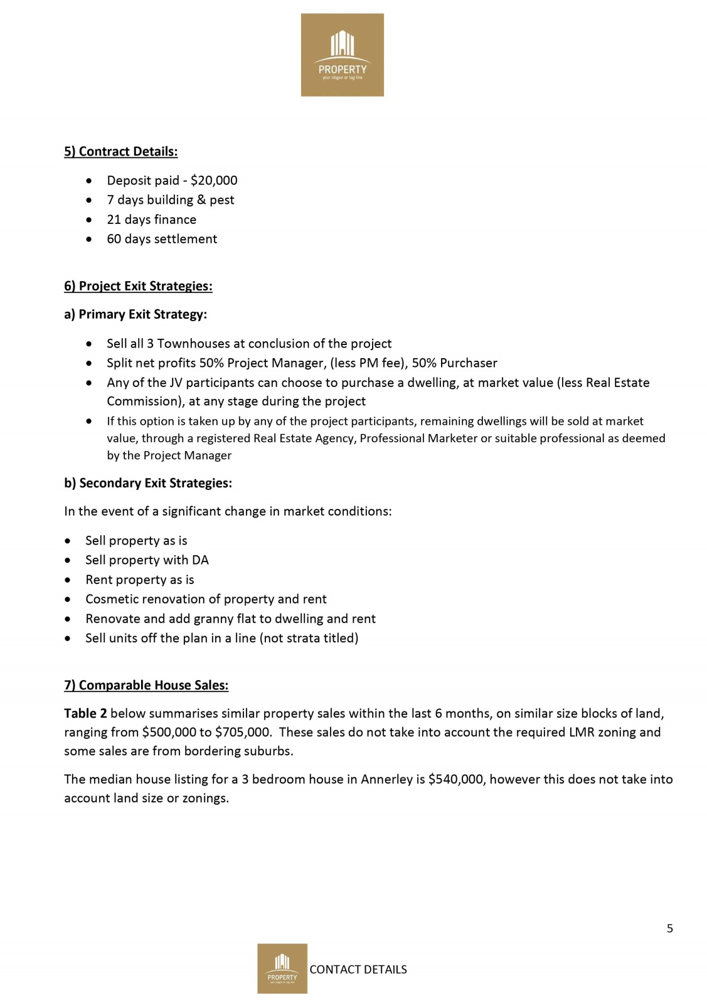 PROPERTY
your slogan or tag line
5) Contract Details:
• Deposit paid - $20,000
• 7 days building & pest
• 21 days finance
• 60 days settlement
6) Project Exit Strategies:
a) Primary Exit Strategy:
• Sell all 3 Townhouses at conclusion of the project
• Split net profits 50% Project Manager, (less PM fee), 50% Purchaser
• Any of the JV participants can choose to purchase a dwelling, at market value (less Real Estate
Commission), at any stage during the project
• If this option is taken up by any of the project participants, remaining dwellings will be sold at market
value, through a registered Real Estate Agency, Professional Marketer or suitable professional as deemed
by the Project Manager
b) Secondary Exit Strategies:
In the event of a significant change in market conditions:
• Sell property as is
• Sell property with DA
• Rent property as is
• Cosmetic renovation of property and rent
• Renovate and add granny flat to dwelling and rent
• Sell units off the plan in a line (not strata titled)
7) Comparable House Sales:
Table 2 below summarises similar property sales within the last 6 months, on similar size blocks of land,
ranging from $500,000 to $705,000.  These sales do not take into account the required LMR zoning and
some sales are from bordering suburbs.
The median house listing for a 3 bedroom house in Annerley is $540,000, however this does not take into
account land size or zonings.
5
PROPERTY
your slogan or tag line
CONTACT DETAILS